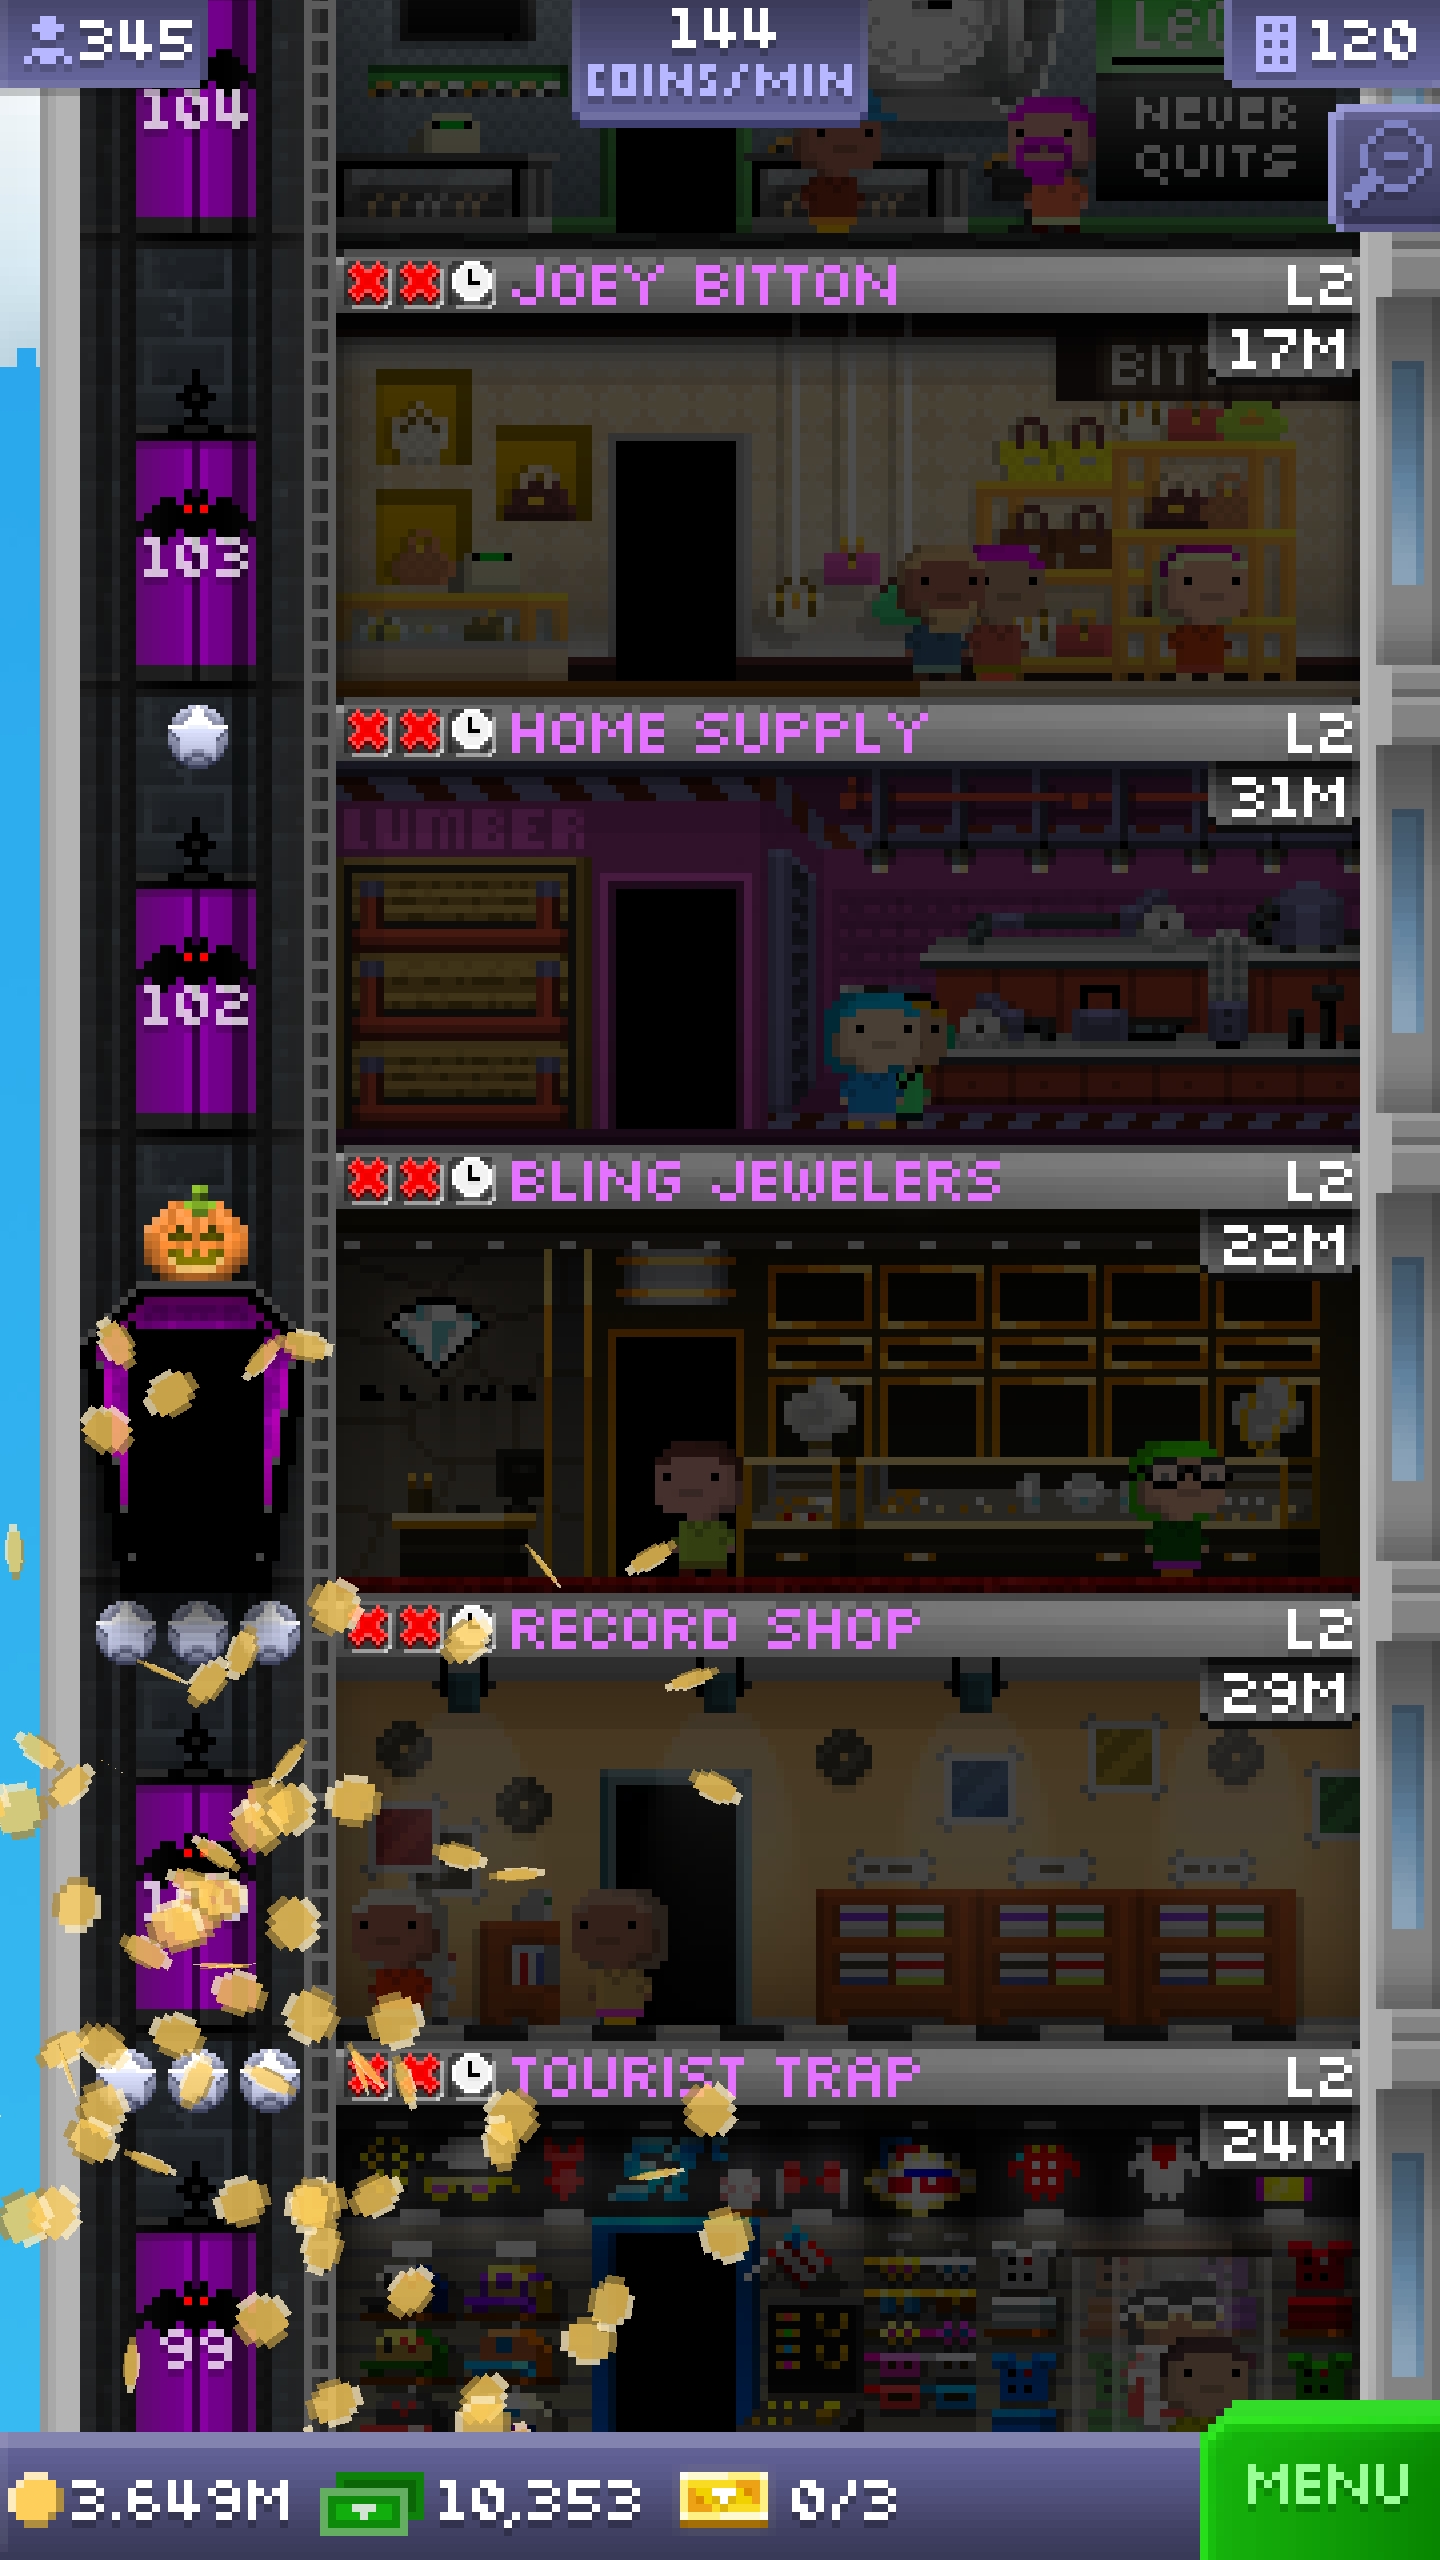 345
144
COINS/MIN
120
104
NEVER
QUITS
JOEY BITTON
L2
17M
BIT
103
HOME SUPPLY
L2
31M
LUMBER
102
BLING JEWELERS
L2
22M
BLING
RECORD SHOP
L2
29M
TOURIST TRAP
L2
24M
99
3.649M
10,353
0/3
MENU